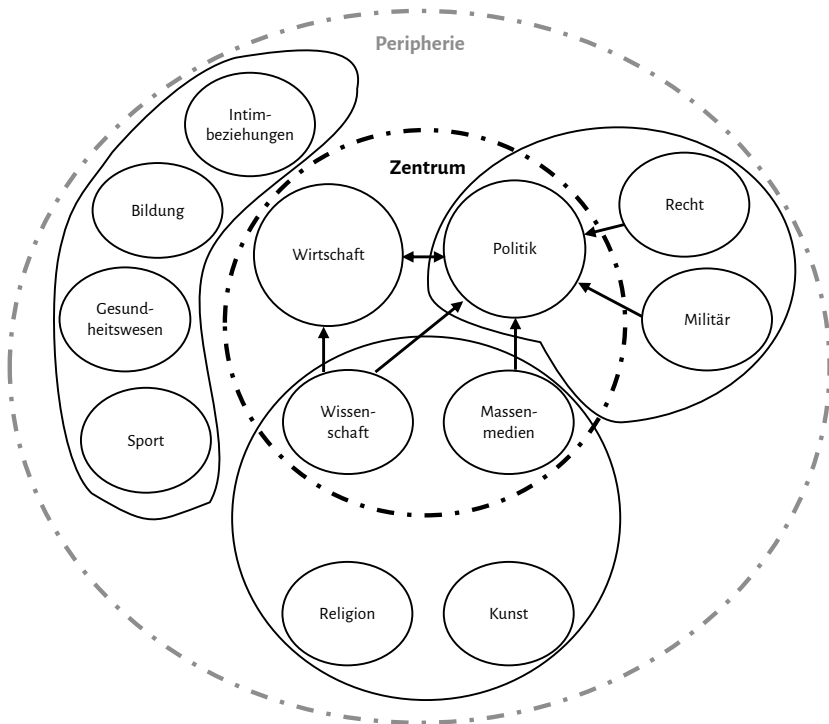 Peripherie
Intim-
beziehungen
Zentrum
Bildung
Recht
Wirtschaft
Politik
Gesund-
heitswesen
Militär
Wissen-
schaft
Massen-
medien
Sport
Religion
Kunst